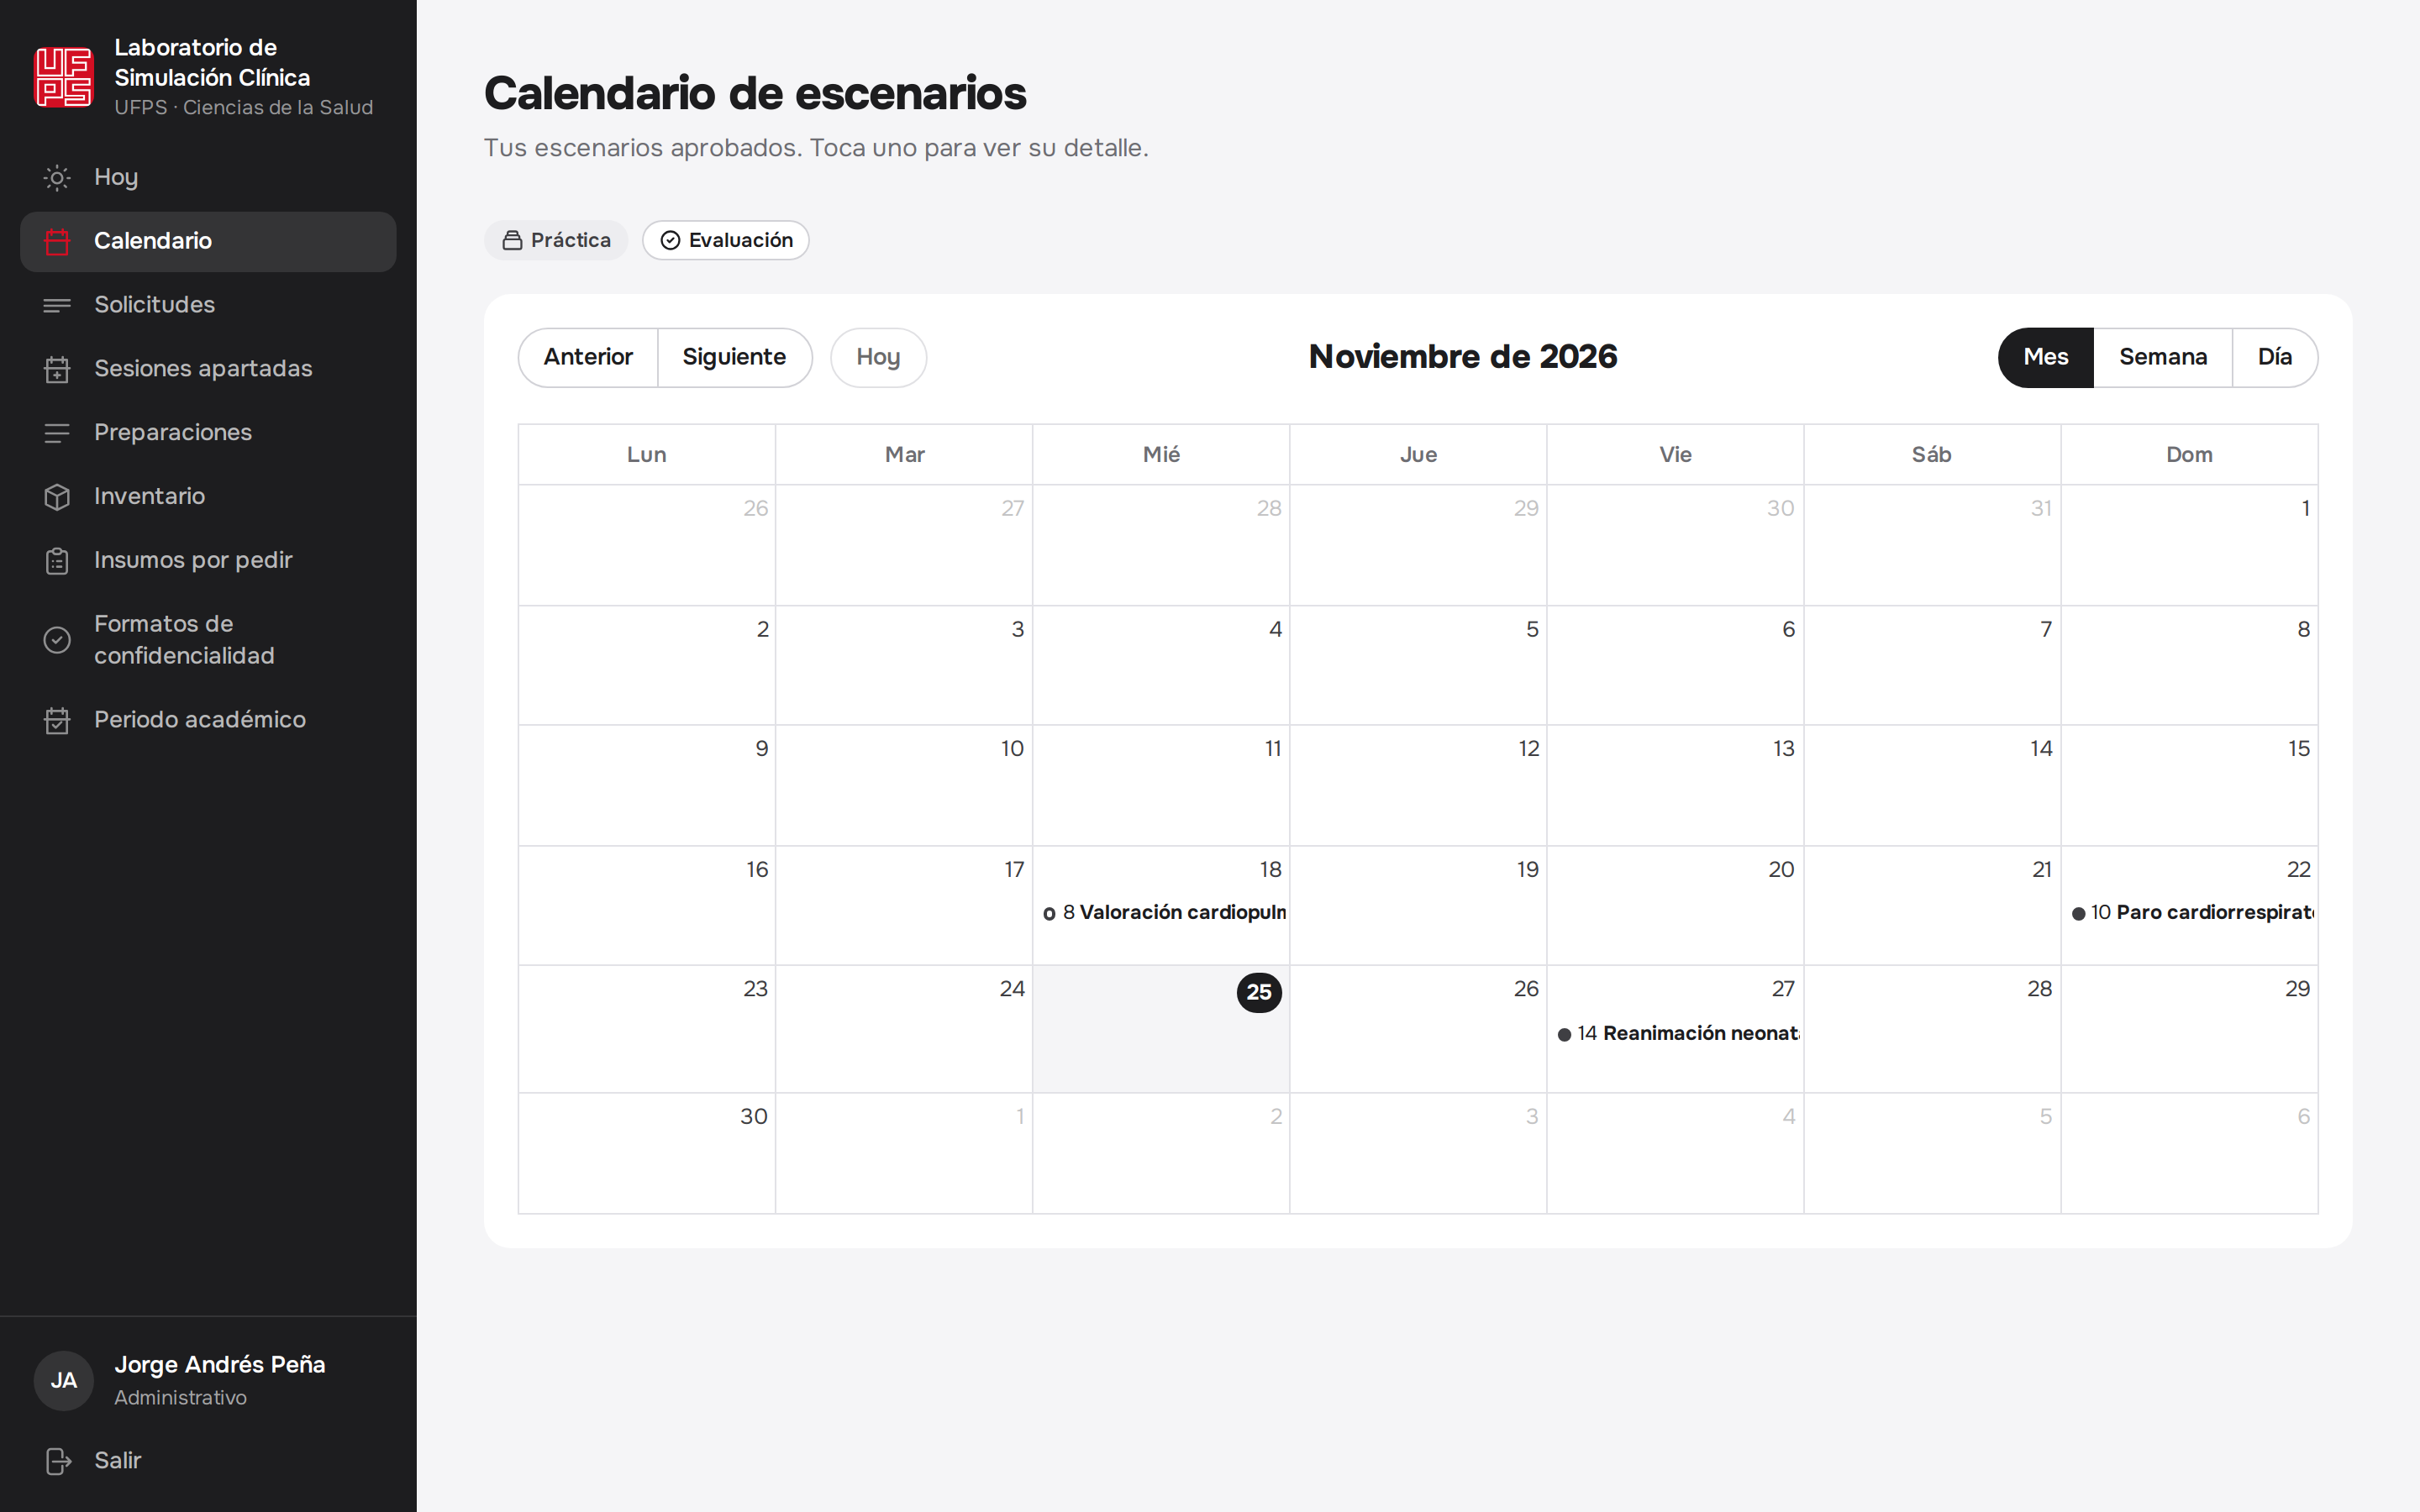 UFPS
Laboratorio de
Simulación Clínica
UFPS · Ciencias de la Salud
Hoy
Calendario
Solicitudes
Sesiones apartadas
Preparaciones
Inventario
Insumos por pedir
Formatos de
confidencialidad
Periodo académico
JA
Jorge Andrés Peña
Administrativo
Salir
Calendario de escenarios
Tus escenarios aprobados. Toca uno para ver su detalle.
Práctica Evaluación
Anterior Siguiente Hoy
Noviembre de 2026
Mes Semana Día
Lun Mar Mié Jue Vie Sáb Dom
26 27 28 29 30 31 1
2 3 4 5 6 7 8
9 10 11 12 13 14 15
16 17 18 19 20 21 22
8 Valoración cardiopulm
10 Paro cardiorrespirato
23 24 25 26 27 28 29
14 Reanimación neonata
30 1 2 3 4 5 6